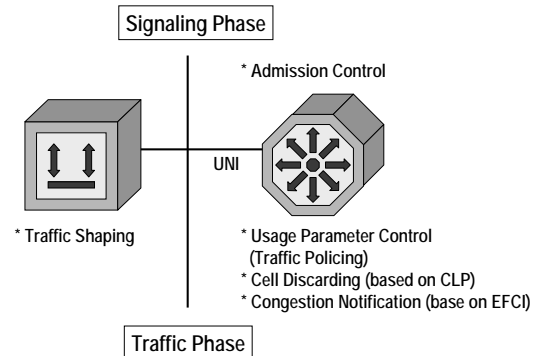 Signaling Phase
* Admission Control
UNI
* Traffic Shaping
* Usage Parameter Control
(Traffic Policing)
* Cell Discarding (based on CLP)
* Congestion Notification (base on EFCI)
Traffic Phase